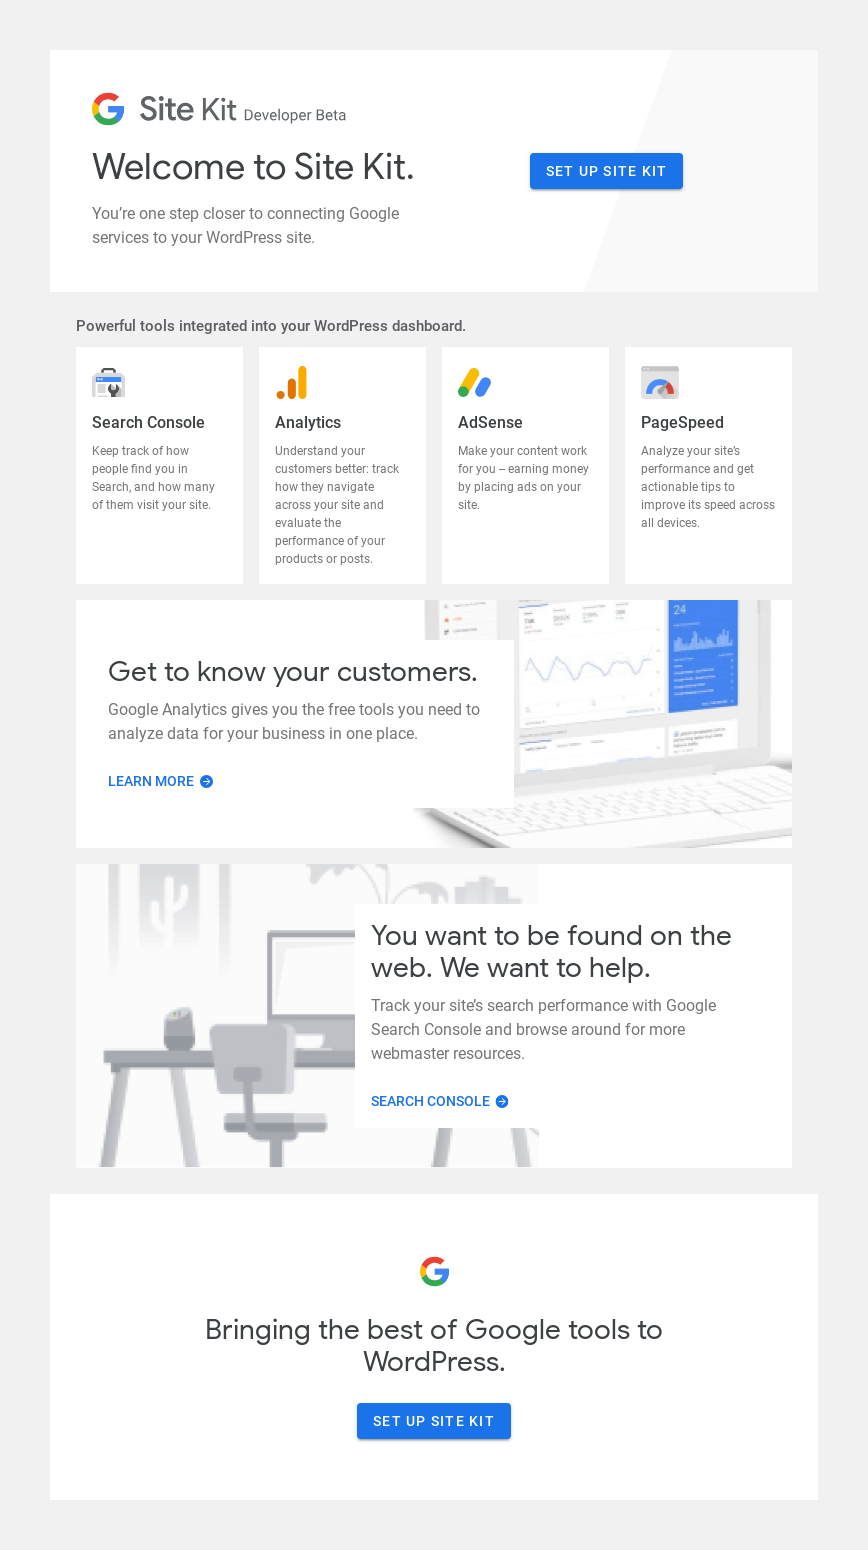 Site Kit Developer Beta
Welcome to Site Kit.
You’re one step closer to connecting Google
services to your WordPress site.
SET UP SITE KIT
Powerful tools integrated into your WordPress dashboard.
Search Console
Keep track of how
people find you in
Search, and how many
of them visit your site.
Analytics
Understand your
customers better: track
how they navigate
across your site and
evaluate the
performance of your
products or posts.
AdSense
Make your content work
for you – earning money
by placing ads on your
site.
PageSpeed
Analyze your site’s
performance and get
actionable tips to
improve its speed across
all devices.
24
Get to know your customers.
Google Analytics gives you the free tools you need to
analyze data for your business in one place.
LEARN MORE
You want to be found on the
web. We want to help.
Track your site’s search performance with Google
Search Console and browse around for more
webmaster resources.
SEARCH CONSOLE
Bringing the best of Google tools to
WordPress.
SET UP SITE KIT